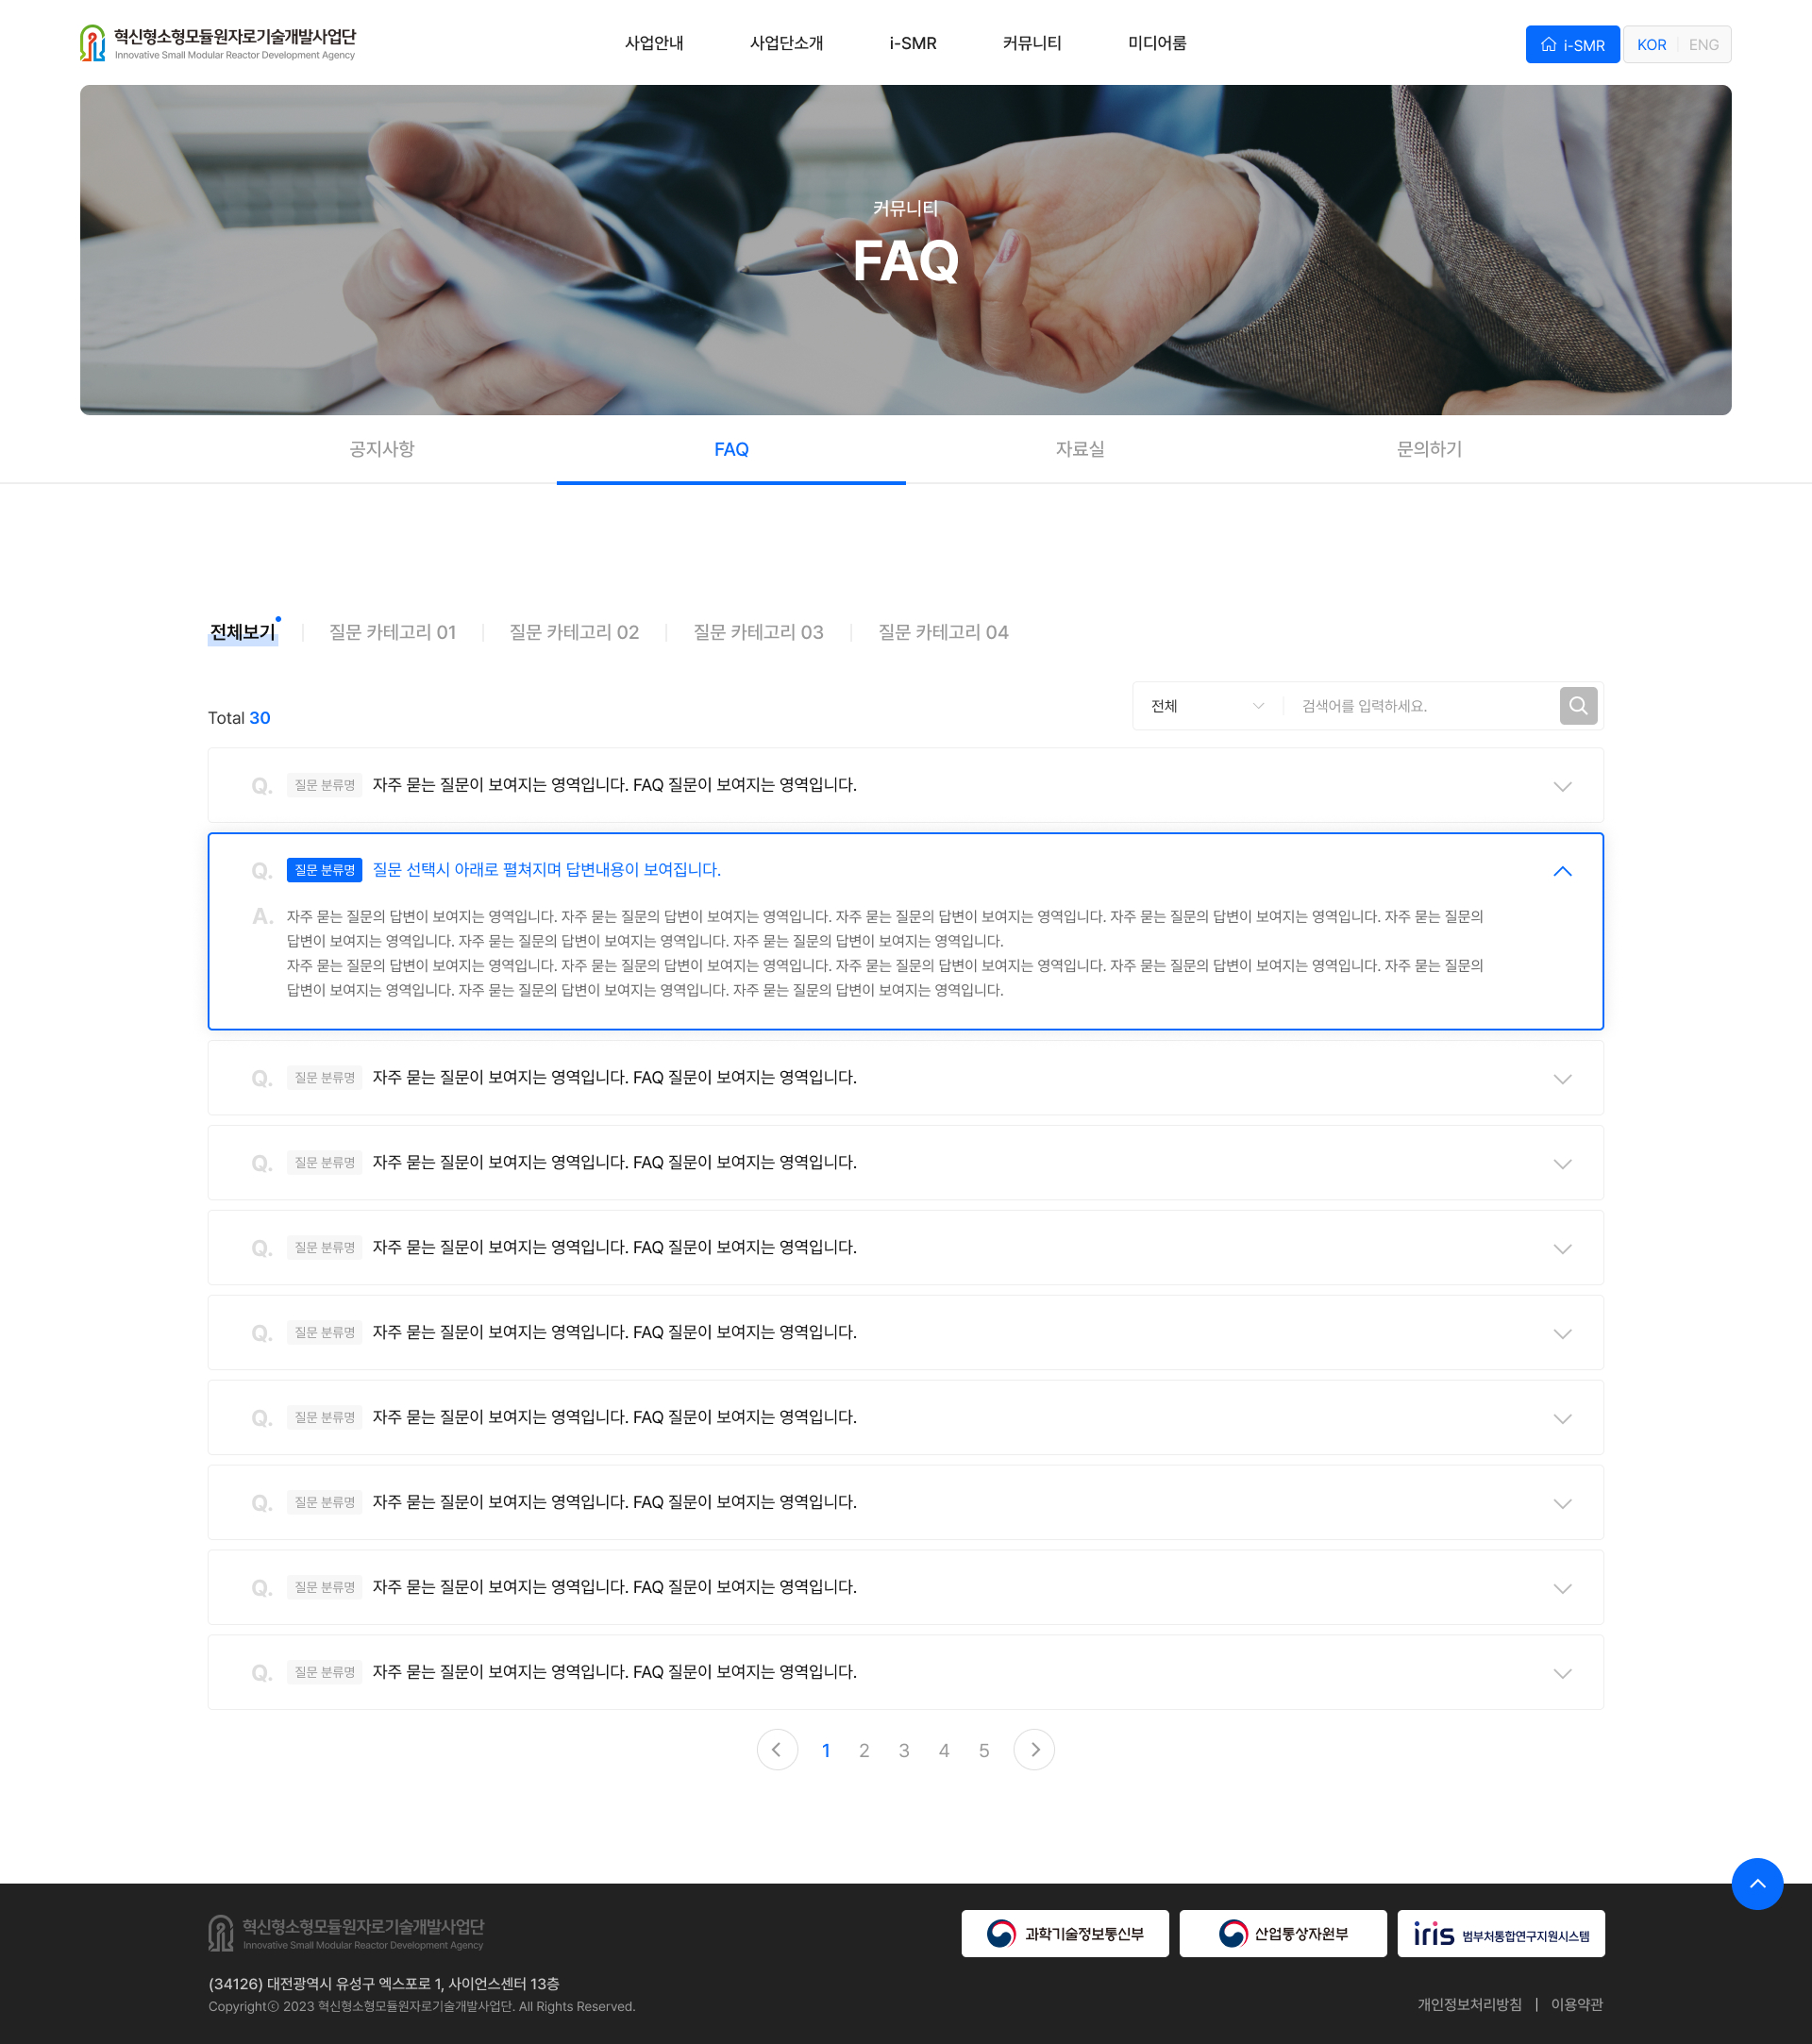 혁신형소형모듈원자로기술개발사업단
Innovative Small Modular Reactor Development Agency
사업안내 사업단소개 i-SMR 커뮤니티 미디어룸
i-SMR KOR ENG
커뮤니티
FAQ
공지사항 FAQ 자료실 문의하기
전체보기 질문 카테고리 01 질문 카테고리 02 질문 카테고리 03 질문 카테고리 04
Total 30
전체 검색어를 입력하세요.
Q. 질문 분류명 자주 묻는 질문이 보여지는 영역입니다. FAQ 질문이 보여지는 영역입니다.
Q. 질문 분류명 질문 선택시 아래로 펼쳐지며 답변내용이 보여집니다.
A. 자주 묻는 질문의 답변이 보여지는 영역입니다. 자주 묻는 질문의 답변이 보여지는 영역입니다. 자주 묻는 질문의 답변이 보여지는 영역입니다. 자주 묻는 질문의 답변이 보여지는 영역입니다. 자주 묻는 질문의
답변이 보여지는 영역입니다. 자주 묻는 질문의 답변이 보여지는 영역입니다. 자주 묻는 질문의 답변이 보여지는 영역입니다.
자주 묻는 질문의 답변이 보여지는 영역입니다. 자주 묻는 질문의 답변이 보여지는 영역입니다. 자주 묻는 질문의 답변이 보여지는 영역입니다. 자주 묻는 질문의 답변이 보여지는 영역입니다. 자주 묻는 질문의
답변이 보여지는 영역입니다. 자주 묻는 질문의 답변이 보여지는 영역입니다. 자주 묻는 질문의 답변이 보여지는 영역입니다.
Q. 질문 분류명 자주 묻는 질문이 보여지는 영역입니다. FAQ 질문이 보여지는 영역입니다.
Q. 질문 분류명 자주 묻는 질문이 보여지는 영역입니다. FAQ 질문이 보여지는 영역입니다.
Q. 질문 분류명 자주 묻는 질문이 보여지는 영역입니다. FAQ 질문이 보여지는 영역입니다.
Q. 질문 분류명 자주 묻는 질문이 보여지는 영역입니다. FAQ 질문이 보여지는 영역입니다.
Q. 질문 분류명 자주 묻는 질문이 보여지는 영역입니다. FAQ 질문이 보여지는 영역입니다.
Q. 질문 분류명 자주 묻는 질문이 보여지는 영역입니다. FAQ 질문이 보여지는 영역입니다.
Q. 질문 분류명 자주 묻는 질문이 보여지는 영역입니다. FAQ 질문이 보여지는 영역입니다.
Q. 질문 분류명 자주 묻는 질문이 보여지는 영역입니다. FAQ 질문이 보여지는 영역입니다.
1 2 3 4 5
혁신형소형모듈원자로기술개발사업단
Innovative Small Modular Reactor Development Agency
과학기술정보통신부 산업통상자원부 iris 범부처통합연구지원시스템
(34126) 대전광역시 유성구 엑스포로 1, 사이언스센터 13층
Copyrightⓒ 2023 혁신형소형모듈원자로기술개발사업단. All Rights Reserved.
개인정보처리방침 | 이용약관